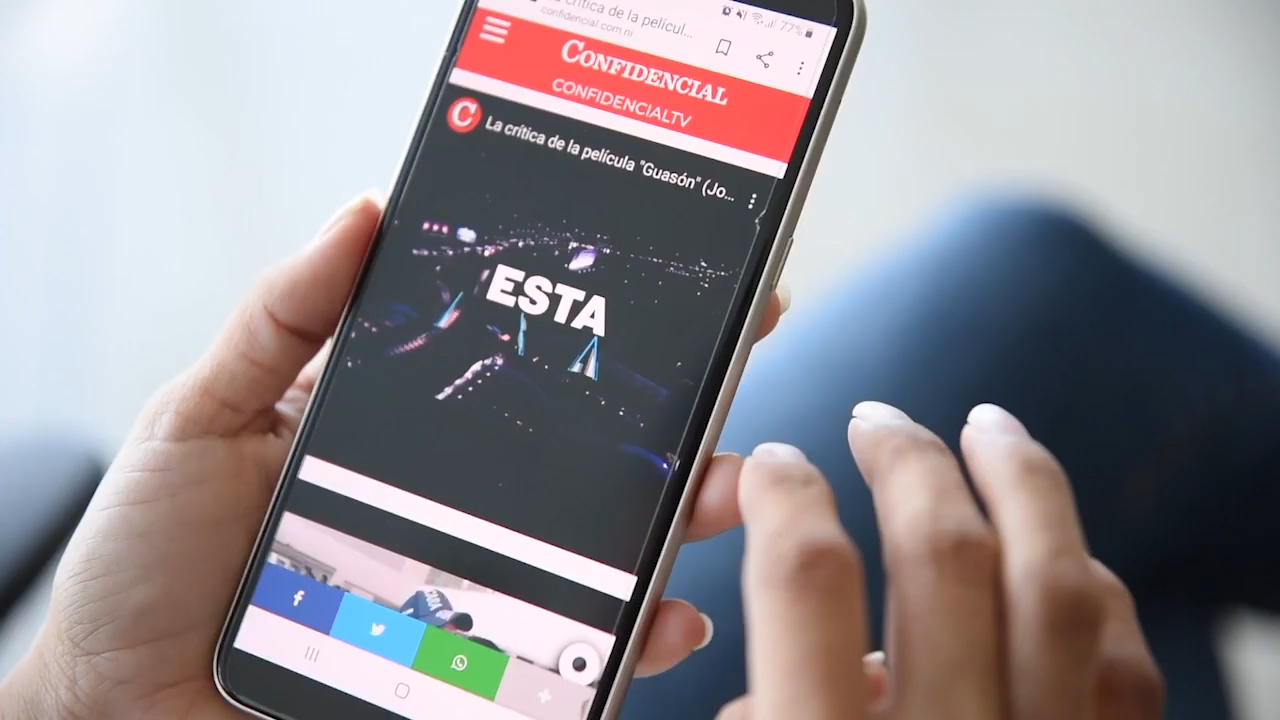 La crítica de la películ...
confidencial.com.ni
77%
CONFIDENCIAL
CONFIDENCIALTV
C
La crítica de la película "Guasón" (Jo...
ESTA